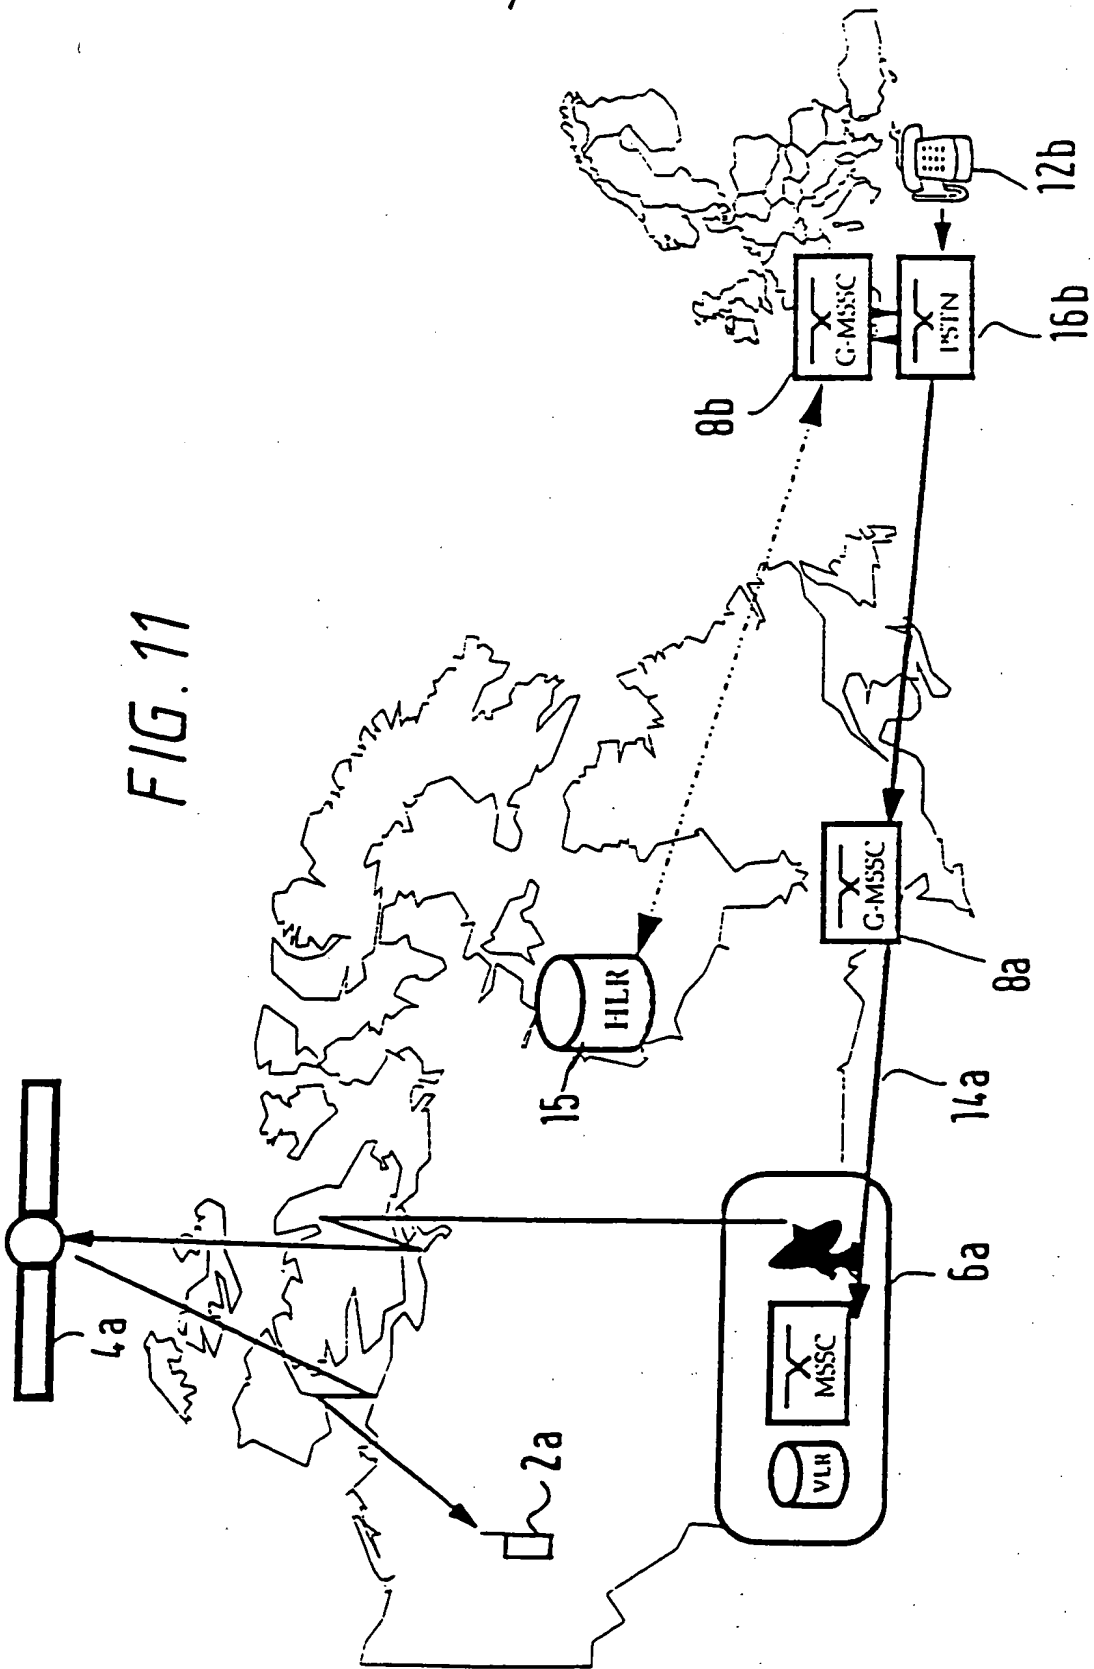 FIG. 11
4a
2a
15
HLR
8b
G-MSSC
PSTN
16b
12b
G-MSSC
8a
14a
6a
MSSC
VLR